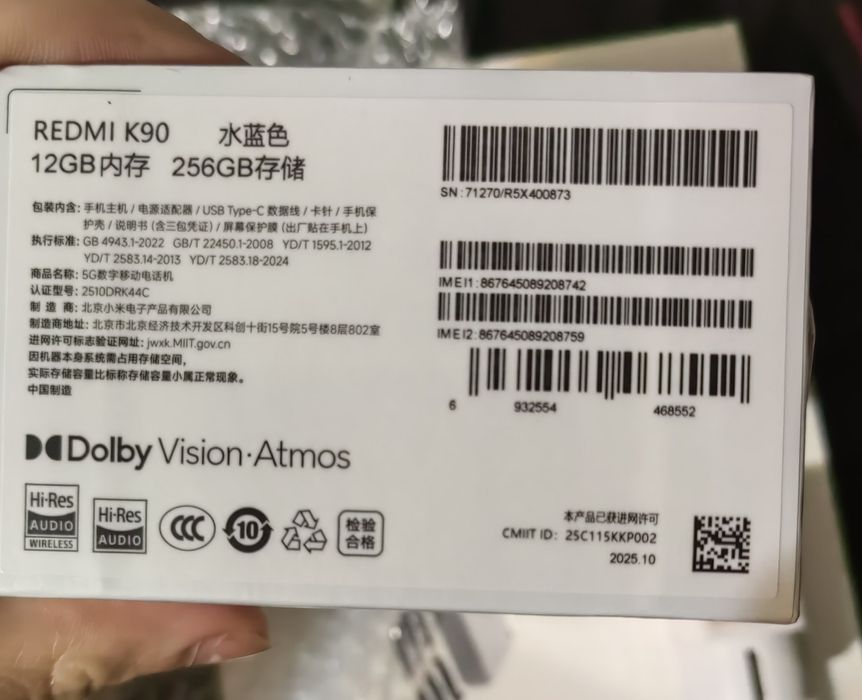 REDMI K90 水蓝色
12GB内存 256GB存储
包装内含: 手机主机 / 电源适配器 / USB Type-C 数据线 / 卡针 / 手机保
护壳 / 说明书 (含三包凭证) / 屏幕保护膜 (出厂贴在手机上)
执行标准: GB 4943.1-2022 GB/T 22450.1-2008 YD/T 1595.1-2012
YD/T 2583.14-2013 YD/T 2583.18-2024
商品名称: 5G数字移动电话机
认证型号: 2510DRK44C
制 造 商: 北京小米电子产品有限公司
制造商地址: 北京市北京经济技术开发区科创十街15号院5号楼8层802室
进网许可标志验证网址: jwxk.MIIT.gov.cn
因机器本身系统需占用存储空间,
实际存储容量比标称存储容量小属正常现象。
中国制造
Dolby Vision·Atmos
Hi-Res
AUDIO
WIRELESS
Hi-Res
AUDIO
CCC
10
检验
合格
SN: 71270/R5X400873
IMEI1: 867645089208742
IMEI2: 867645089208759
6 932554 468552
本产品已获进网许可
CMIIT ID: 25C115KKP002
2025.10